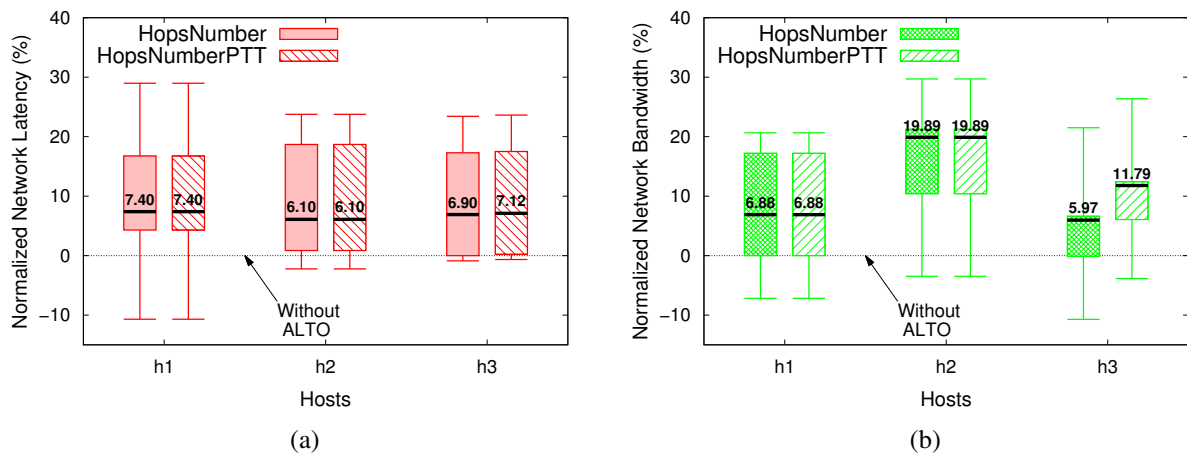 Normalized Network Latency (%)
40
30
20
10
0
−10
HopsNumber
HopsNumberPTT
7.40
7.40
6.10
6.10
6.90
7.12
Without
ALTO
h1
h2
h3
Hosts
(a)
Normalized Network Bandwidth (%)
40
30
20
10
0
−10
HopsNumber
HopsNumberPTT
6.88
6.88
19.89
19.89
5.97
11.79
Without
ALTO
h1
h2
h3
Hosts
(b)